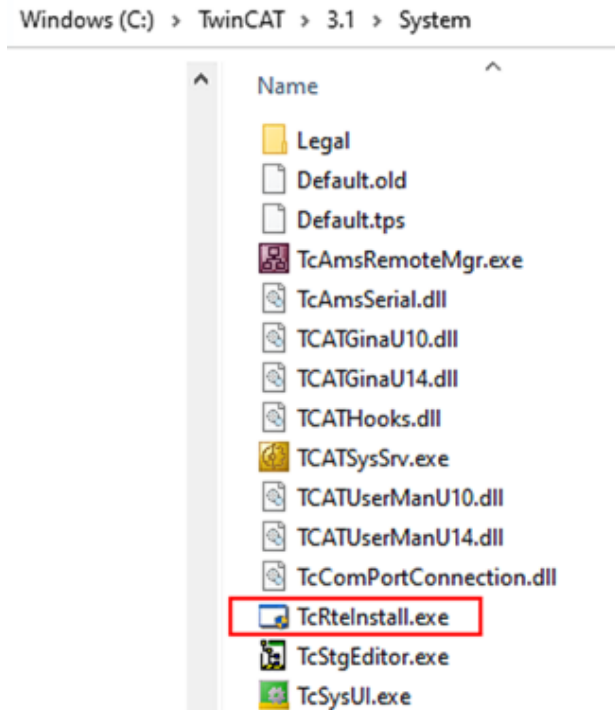 Windows (C:) > TwinCAT > 3.1 > System
Name
Legal
Default.old
Default.tps
TcAmsRemoteMgr.exe
TcAmsSerial.dll
TCATGinaU10.dll
TCATGinaU14.dll
TCATHooks.dll
TCATSysSrv.exe
TCATUserManU10.dll
TCATUserManU14.dll
TcComPortConnection.dll
TcRteInstall.exe
TcStgEditor.exe
TcSysUI.exe